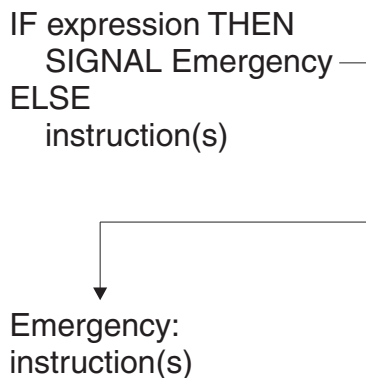 IF expression THEN
SIGNAL Emergency
ELSE
instruction(s)
Emergency:
instruction(s)